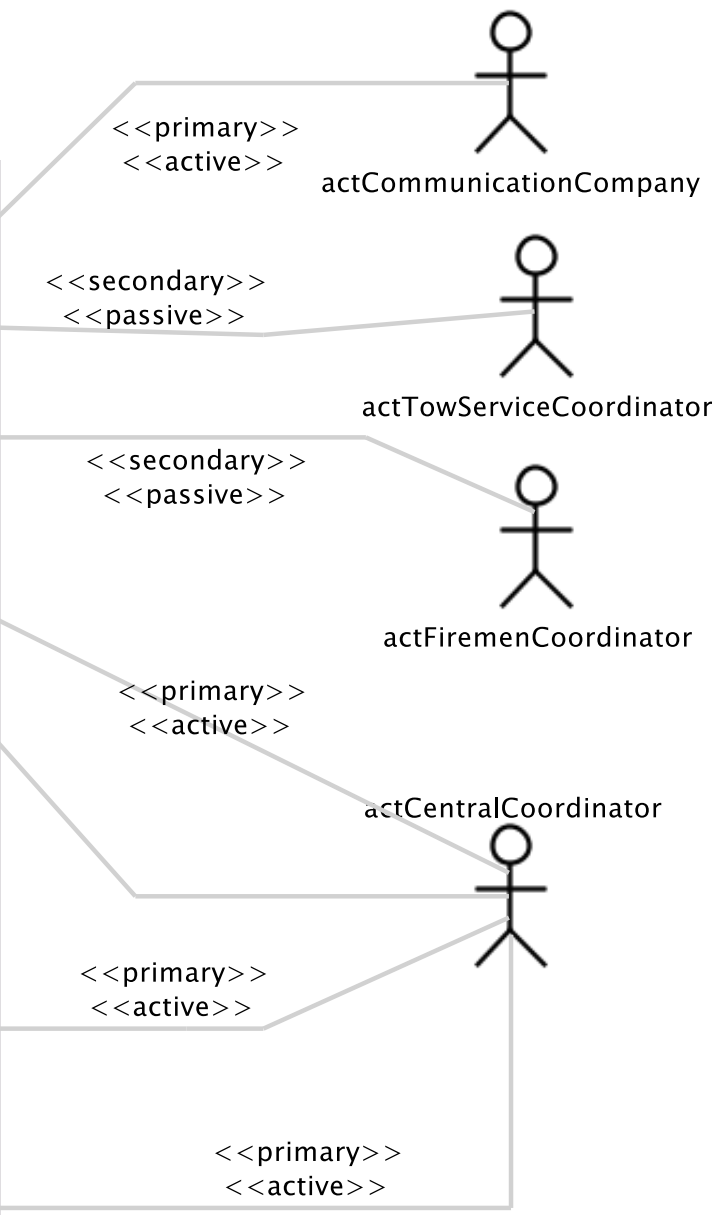 <<primary>>
<<active>>
actCommunicationCompany
<<secondary>>
<<passive>>
actTowServiceCoordinator
<<secondary>>
<<passive>>
actFiremenCoordinator
<<primary>>
<<active>>
actCentralCoordinator
<<primary>>
<<active>>
<<primary>>
<<active>>